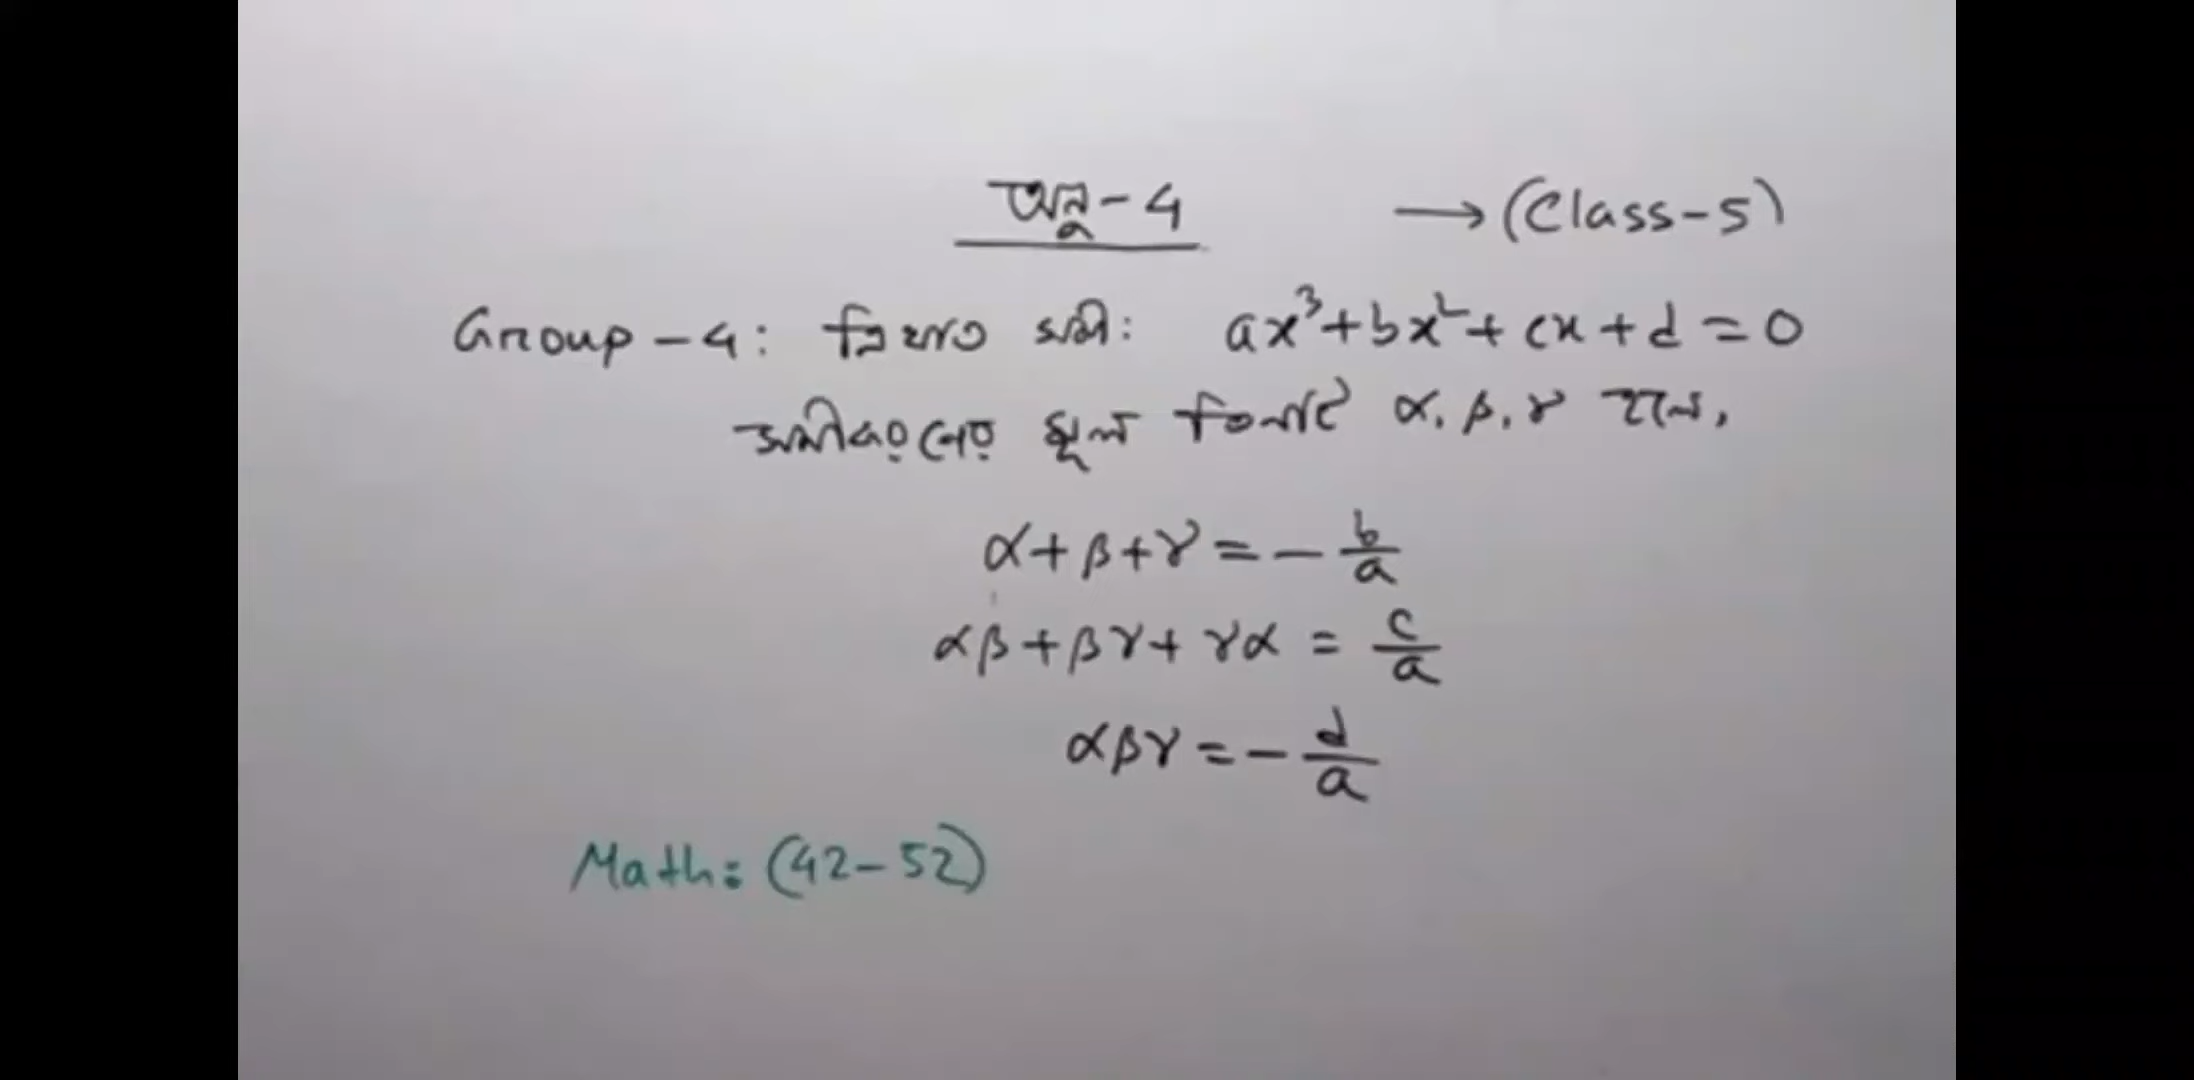 অনু-4 → (Class-5)
Group-4: ত্রিঘাত সমী: ax³+bx²+cx+d=0
সমীকরণের মূল তিনটি α, β, γ হলে,
α+β+γ=-b/a
αβ+βγ+γα = c/a
αβγ=-d/a
Math: (42-52)